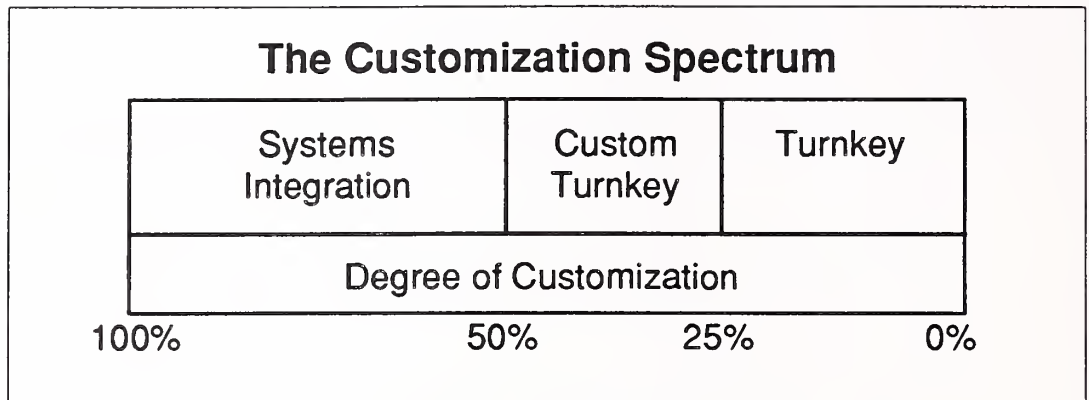 The Customization Spectrum
Systems
Integration
Custom
Turnkey
Turnkey
Degree of Customization
100% 50% 25% 0%